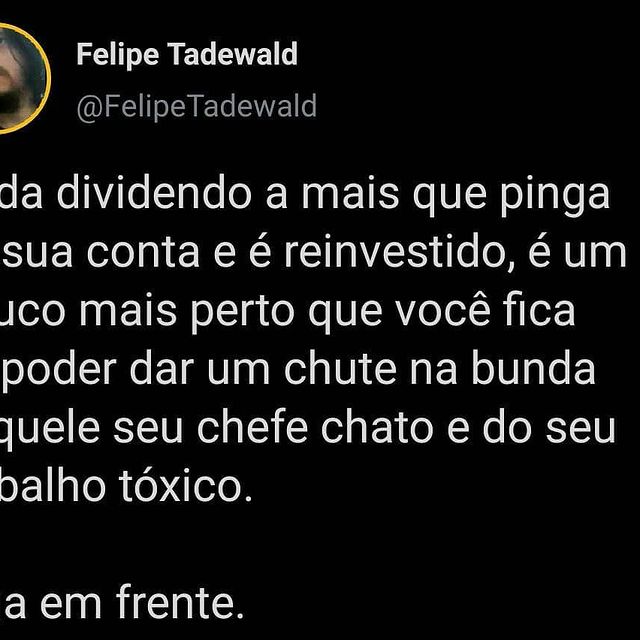 Felipe Tadewald
@FelipeTadewald
da dividendo a mais que pinga
sua conta e é reinvestido, é um
uco mais perto que você fica
poder dar um chute na bunda
quele seu chefe chato e do seu
balho tóxico.
a em frente.